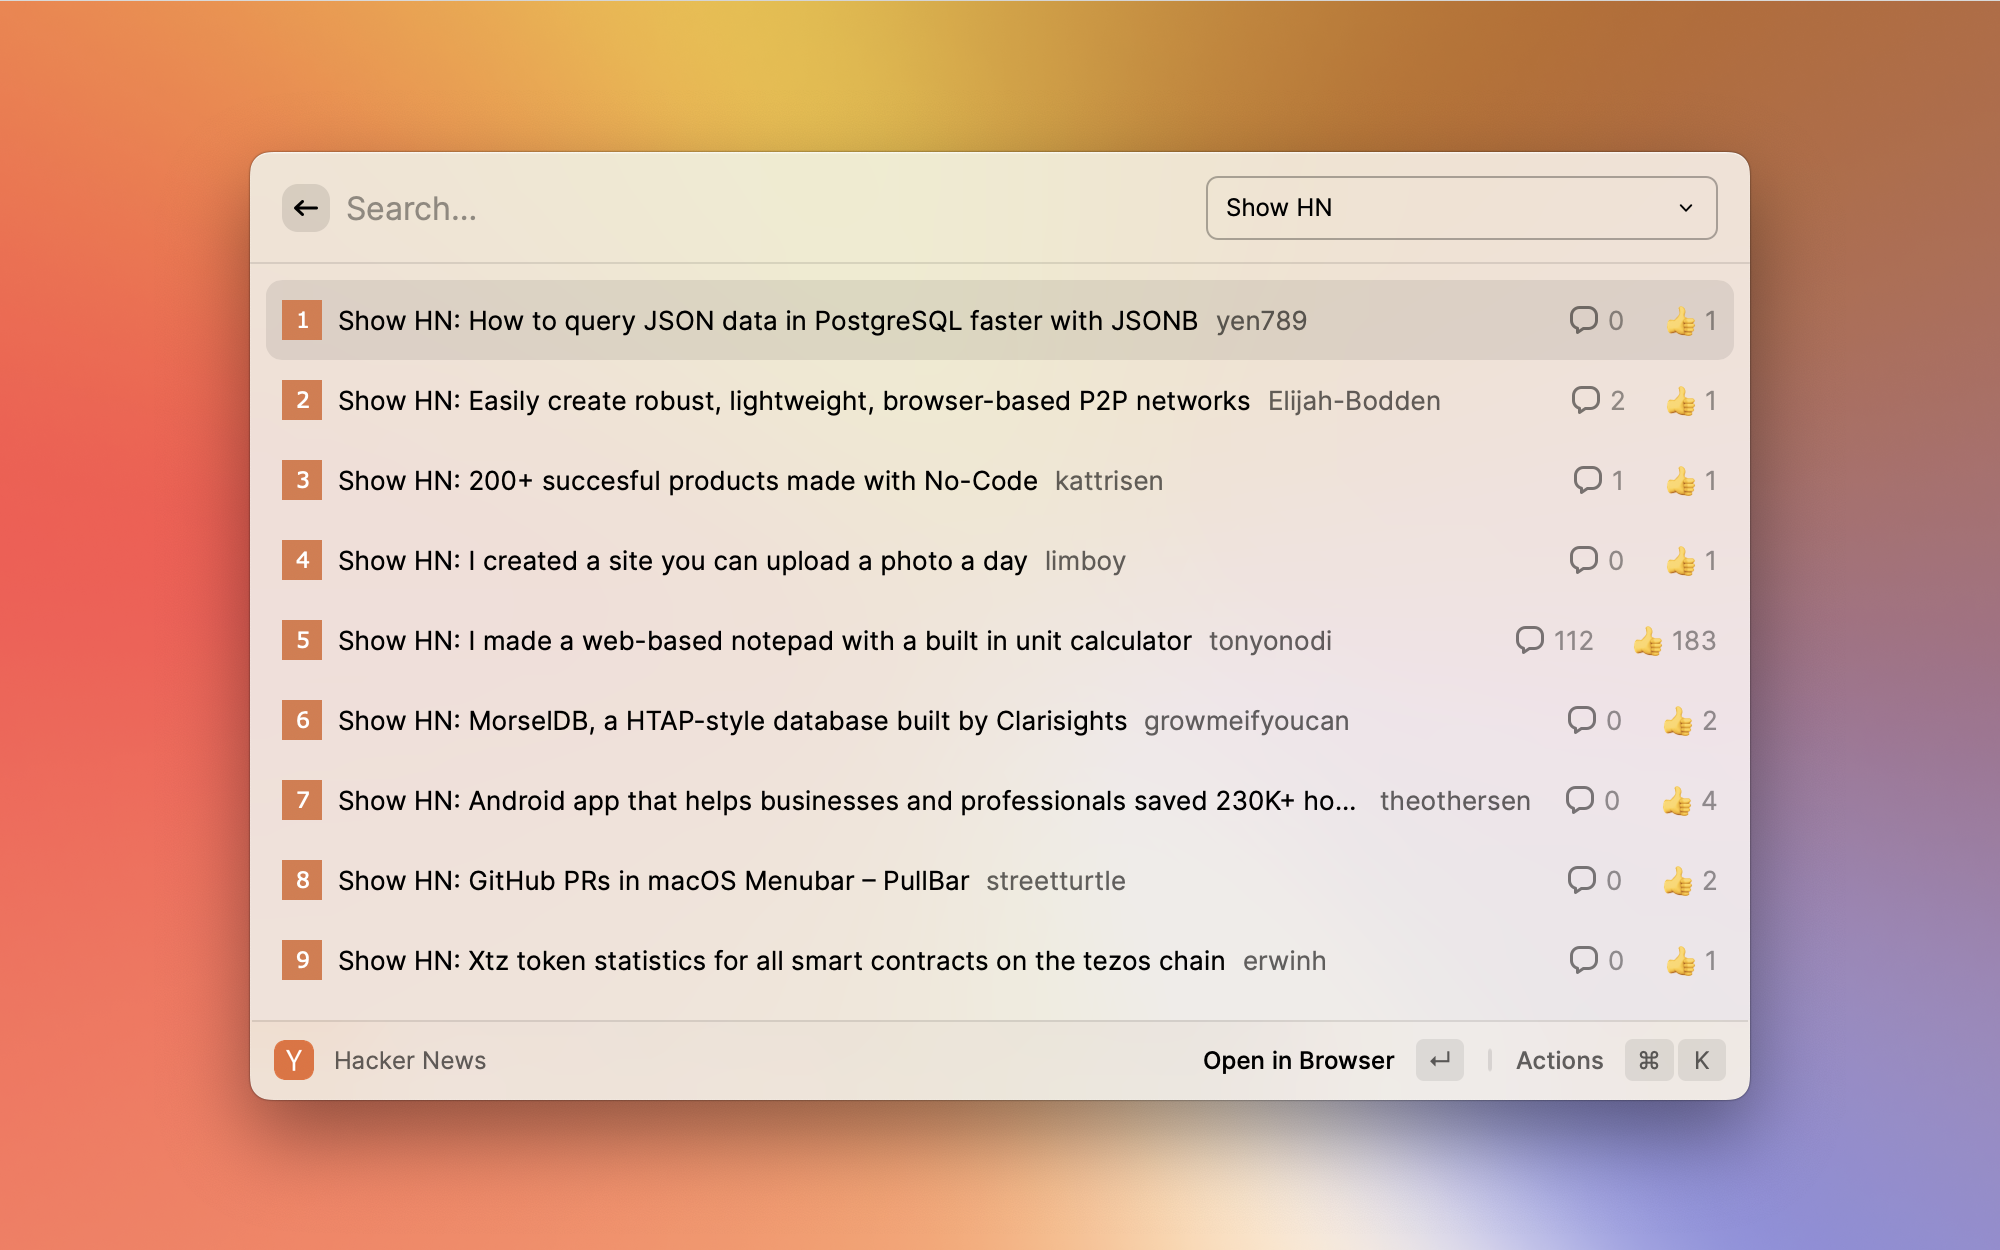 Search...
Show HN
1 Show HN: How to query JSON data in PostgreSQL faster with JSONB yen789 0 1
2 Show HN: Easily create robust, lightweight, browser-based P2P networks Elijah-Bodden 2 1
3 Show HN: 200+ succesful products made with No-Code kattrisen 1 1
4 Show HN: I created a site you can upload a photo a day limboy 0 1
5 Show HN: I made a web-based notepad with a built in unit calculator tonyonodi 112 183
6 Show HN: MorselDB, a HTAP-style database built by Clarisights growmeifyoucan 0 2
7 Show HN: Android app that helps businesses and professionals saved 230K+ ho... theothersen 0 4
8 Show HN: GitHub PRs in macOS Menubar – PullBar streetturtle 0 2
9 Show HN: Xtz token statistics for all smart contracts on the tezos chain erwinh 0 1
Y Hacker News Open in Browser ↵ Actions ⌘ K